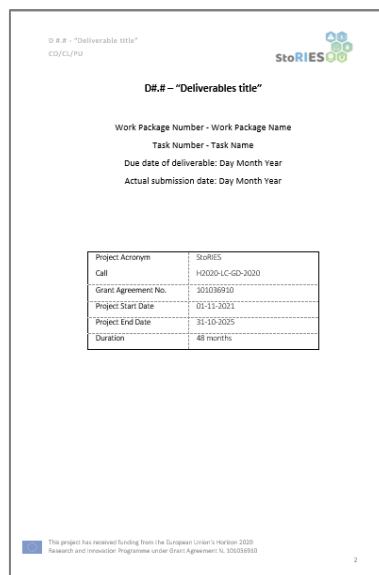 D #.# - "Deliverable title"
CO/CL/PU
StoRIES
D#.# – "Deliverables title"
Work Package Number - Work Package Name
Task Number - Task Name
Due date of deliverable: Day Month Year
Actual submission date: Day Month Year
Project Acronym StoRIES
Call H2020-LC-GD-2020
Grant Agreement No. 101036910
Project Start Date 01-11-2021
Project End Date 31-10-2025
Duration 48 months
This project has received funding from the European Union's Horizon 2020
Research and Innovation Programme under Grant Agreement N. 101036910
2